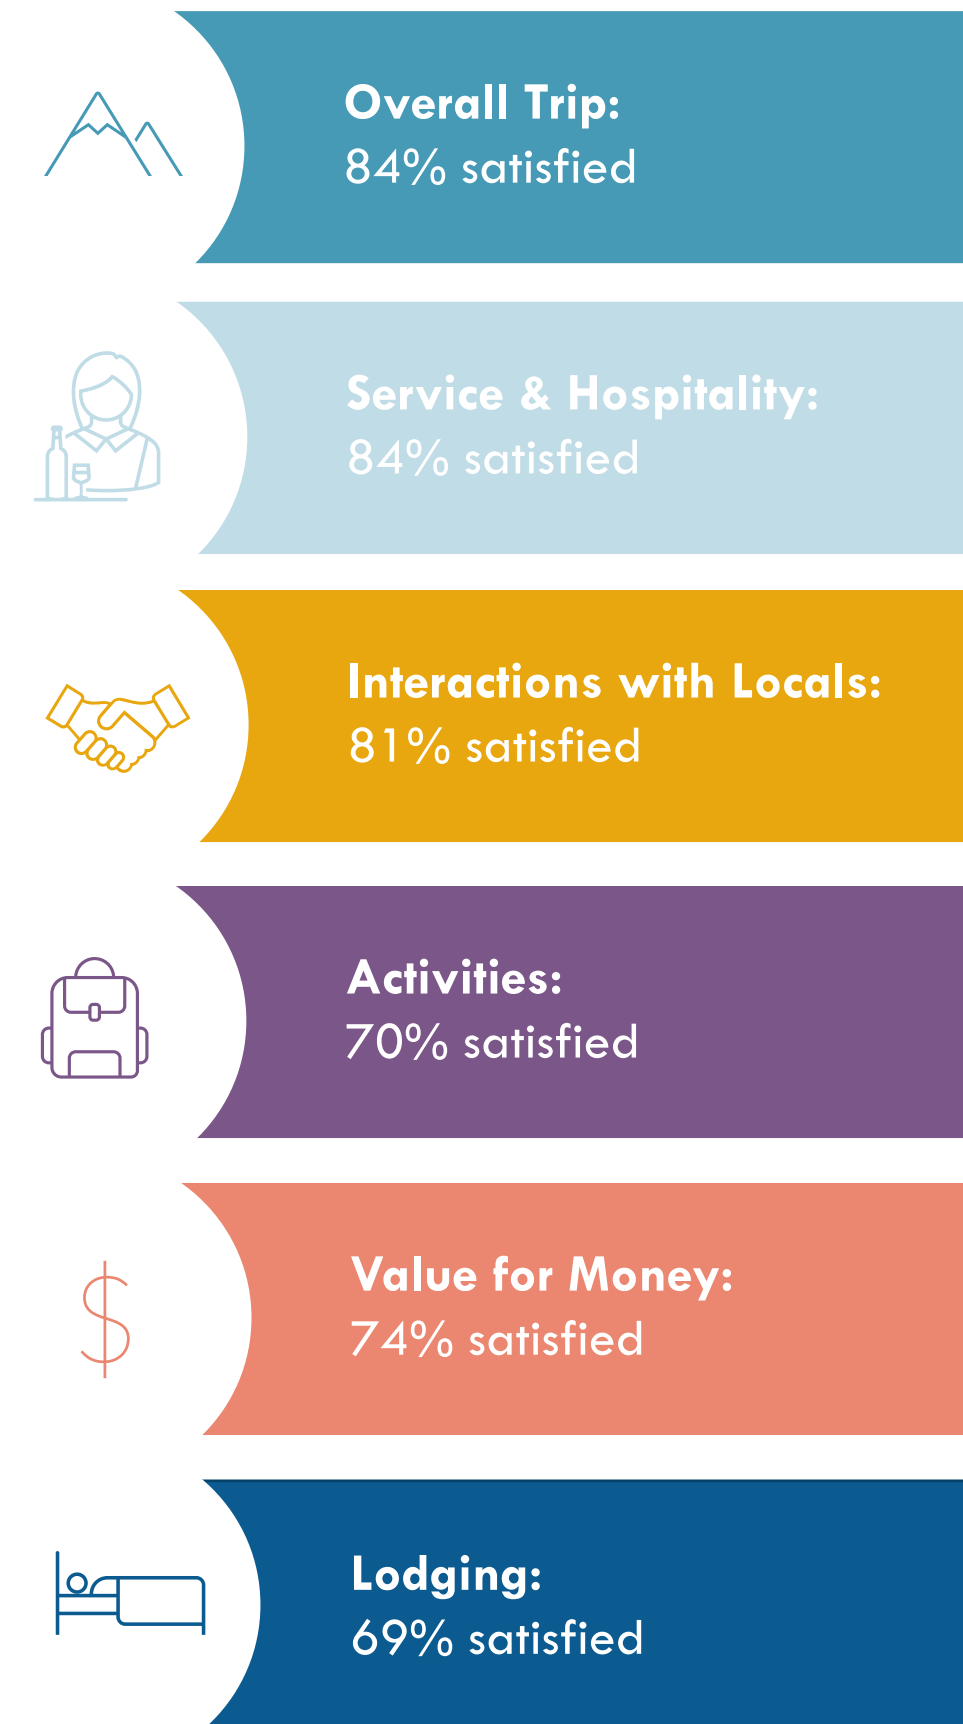 Overall Trip:
84% satisfied
Service & Hospitality:
84% satisfied
Interactions with Locals:
81% satisfied
Activities:
70% satisfied
Value for Money:
74% satisfied
Lodging:
69% satisfied